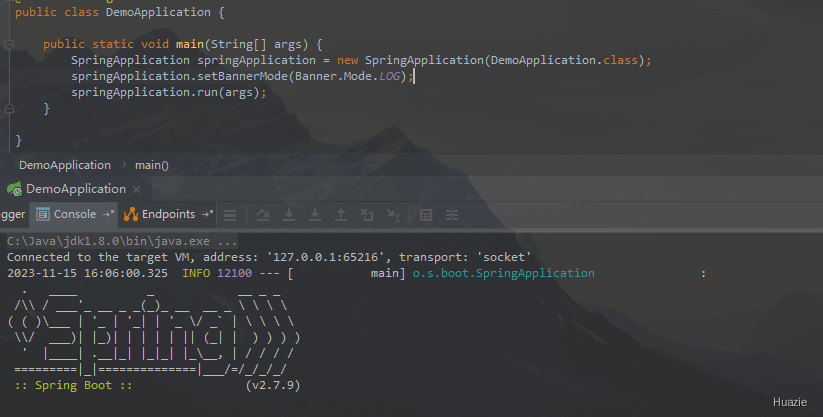 public class DemoApplication {
public static void main(String[] args) {
SpringApplication springApplication = new SpringApplication(DemoApplication.class);
springApplication.setBannerMode(Banner.Mode.LOG);
springApplication.run(args);
}
}
DemoApplication > main()
DemoApplication ×
gger Console Endpoints
C:\Java\jdk1.8.0\bin\java.exe ...
Connected to the target VM, address: '127.0.0.1:65216', transport: 'socket'
2023-11-15 16:06:00.325  INFO 12100 --- [           main] o.s.boot.SpringApplication               :
  .   ____          _            __ _ _
 /\\ / ___'_ __ _ _(_)_ __  __ _ \ \ \ \
( ( )\___ | '_ | '_| | '_ \/ _` | \ \ \ \
 \\/  ___)| |_)| | | | | || (_| |  ) ) ) )
  '  |____| .__|_| |_|_| |_\__, | / / / /
 =========|_|==============|___/=/_/_/_/
 :: Spring Boot ::                (v2.7.9)
Huazie